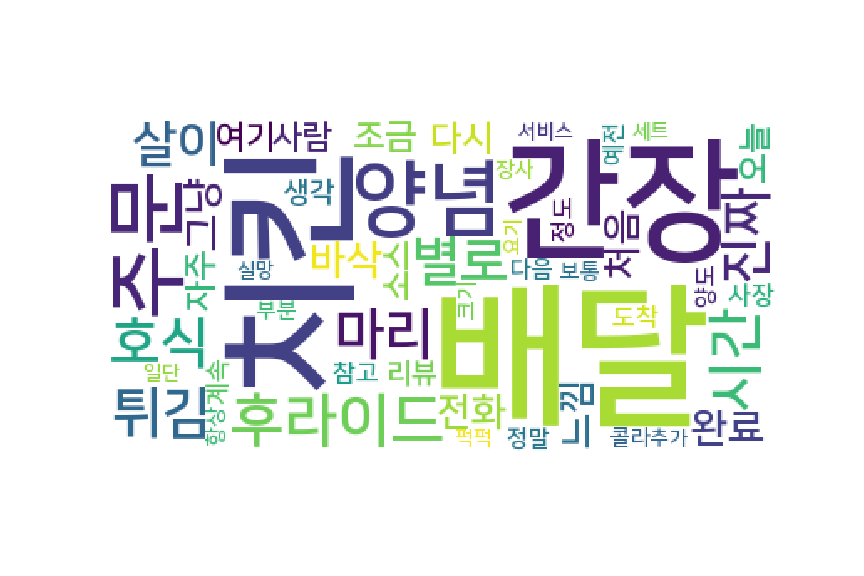 살이
여기사람
조금
다시
서비스
예전
세트
오늘
주문
그냥
치킨
생각
양념
장사
간장
정도
처음
진짜
자주
실망
바삭
소시
별로
요기
다음
보통
양도
사장
호식
부분
마리
크기
배달
도착
시간
일단
튀김
항상계속
참고
리뷰
후라이드
전화
퍽퍽
정말
느낌
콜라추가
완료